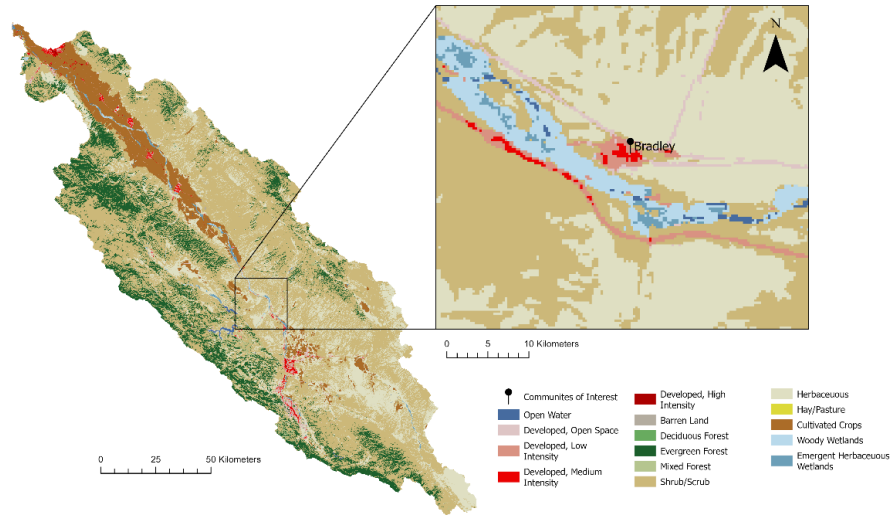 N
Bradley
0 5 10 Kilometers
0 25 50 Kilometers
Communites of Interest
Open Water
Developed, Open Space
Developed, Low
Intensity
Developed, Medium
Intensity
Developed, High
Intensity
Barren Land
Deciduous Forest
Evergreen Forest
Mixed Forest
Shrub/Scrub
Herbaceuous
Hay/Pasture
Cultivated Crops
Woody Wetlands
Emergent Herbaceuous
Wetlands